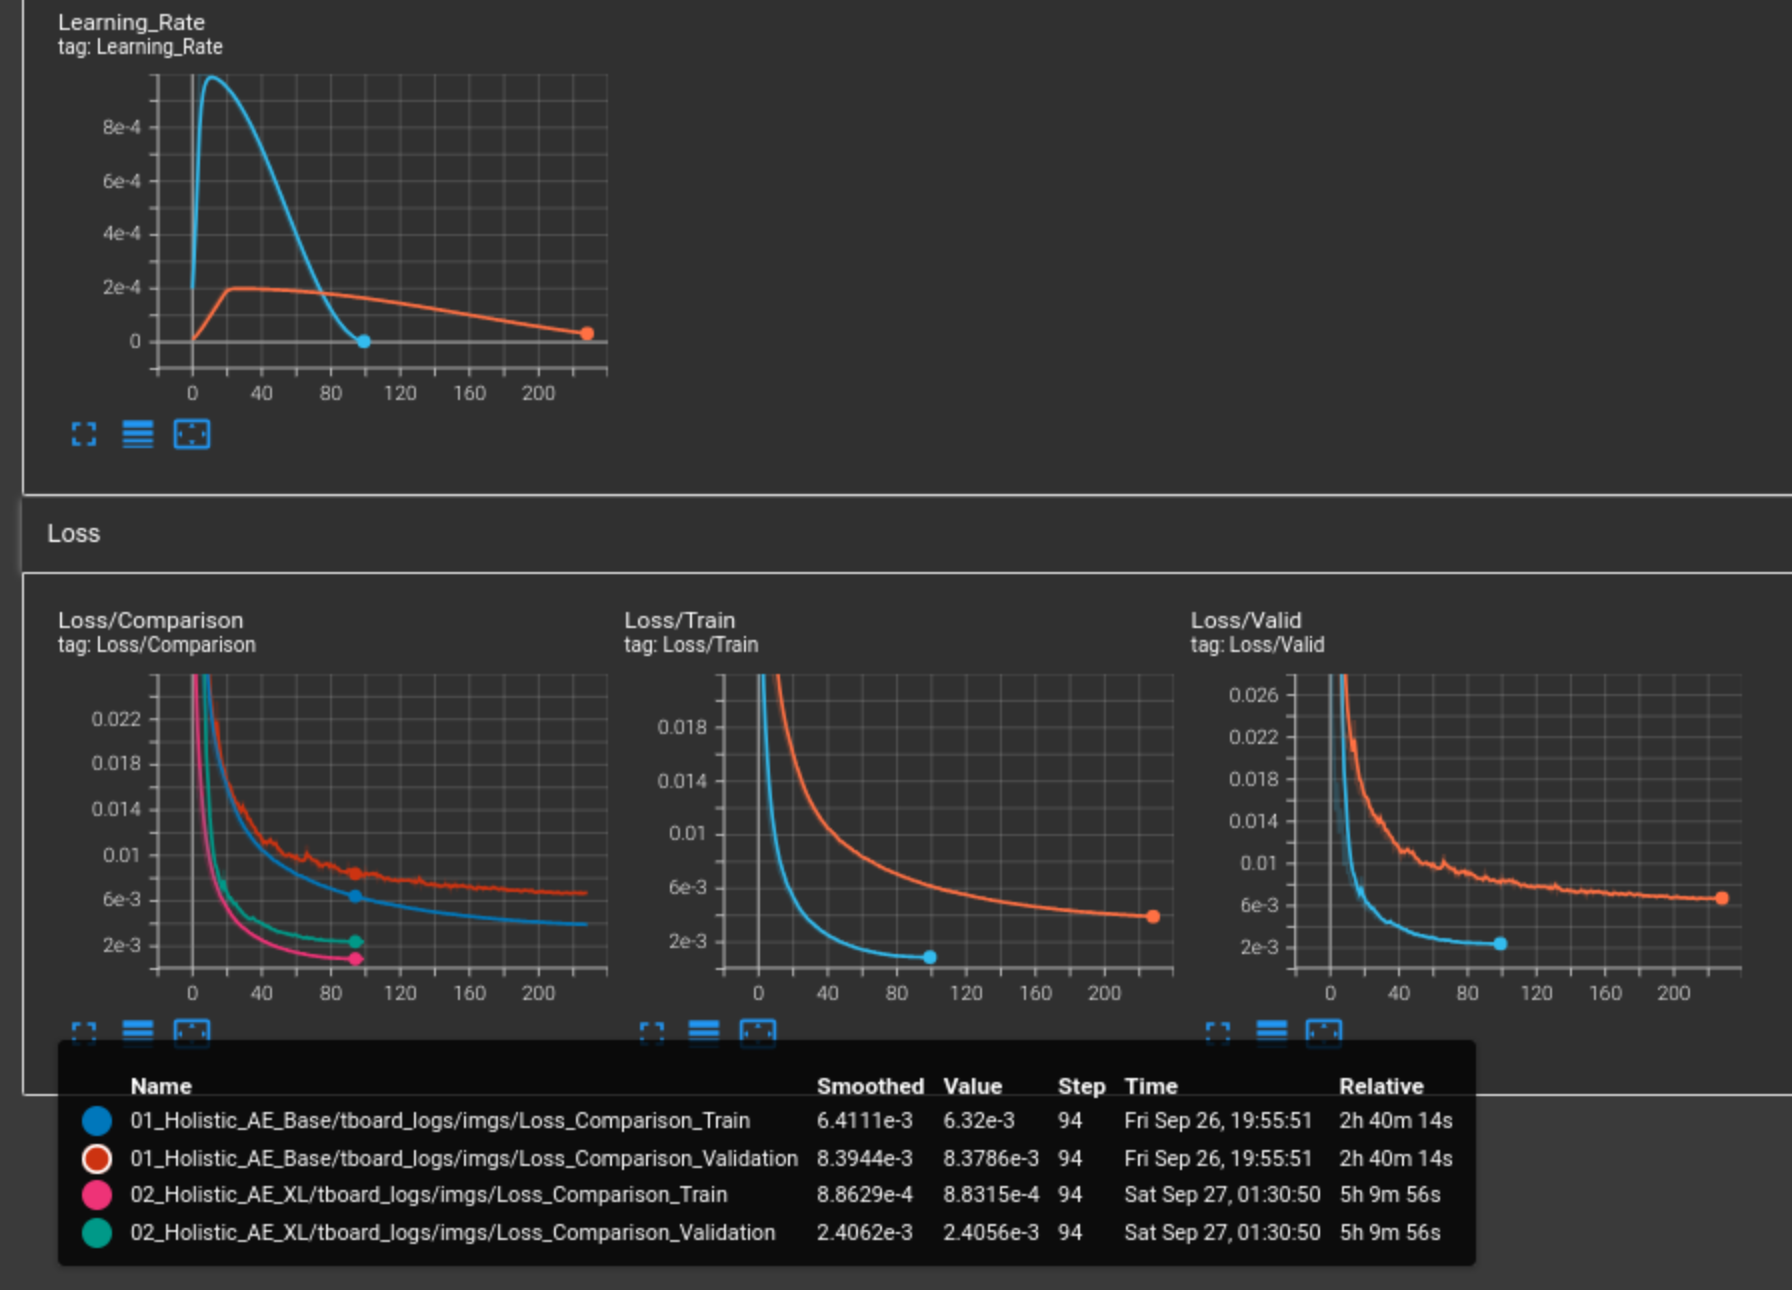 Learning_Rate
tag: Learning_Rate
8e-4
6e-4
4e-4
2e-4
0
0 40 80 120 160 200
Loss
Loss/Comparison
tag: Loss/Comparison
0.022
0.018
0.014
0.01
6e-3
2e-3
0 40 80 120 160 200
Loss/Train
tag: Loss/Train
0.018
0.014
0.01
6e-3
2e-3
0 40 80 120 160 200
Loss/Valid
tag: Loss/Valid
0.026
0.022
0.018
0.014
0.01
6e-3
2e-3
0 40 80 120 160 200
Name Smoothed Value Step Time Relative
01_Holistic_AE_Base/tboard_logs/imgs/Loss_Comparison_Train 6.4111e-3 6.32e-3 94 Fri Sep 26, 19:55:51 2h 40m 14s
01_Holistic_AE_Base/tboard_logs/imgs/Loss_Comparison_Validation 8.3944e-3 8.3786e-3 94 Fri Sep 26, 19:55:51 2h 40m 14s
02_Holistic_AE_XL/tboard_logs/imgs/Loss_Comparison_Train 8.8629e-4 8.8315e-4 94 Sat Sep 27, 01:30:50 5h 9m 56s
02_Holistic_AE_XL/tboard_logs/imgs/Loss_Comparison_Validation 2.4062e-3 2.4056e-3 94 Sat Sep 27, 01:30:50 5h 9m 56s